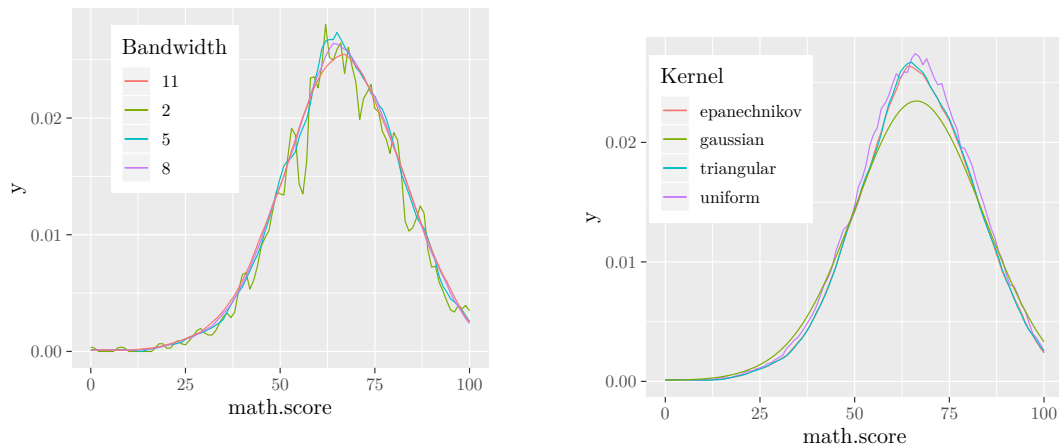 Bandwidth
11
2
5
8
0.02
0.01
0.00
y
0 25 50 75 100
math.score
Kernel
epanechnikov
gaussian
triangular
uniform
0.02
0.01
0.00
y
0 25 50 75 100
math.score